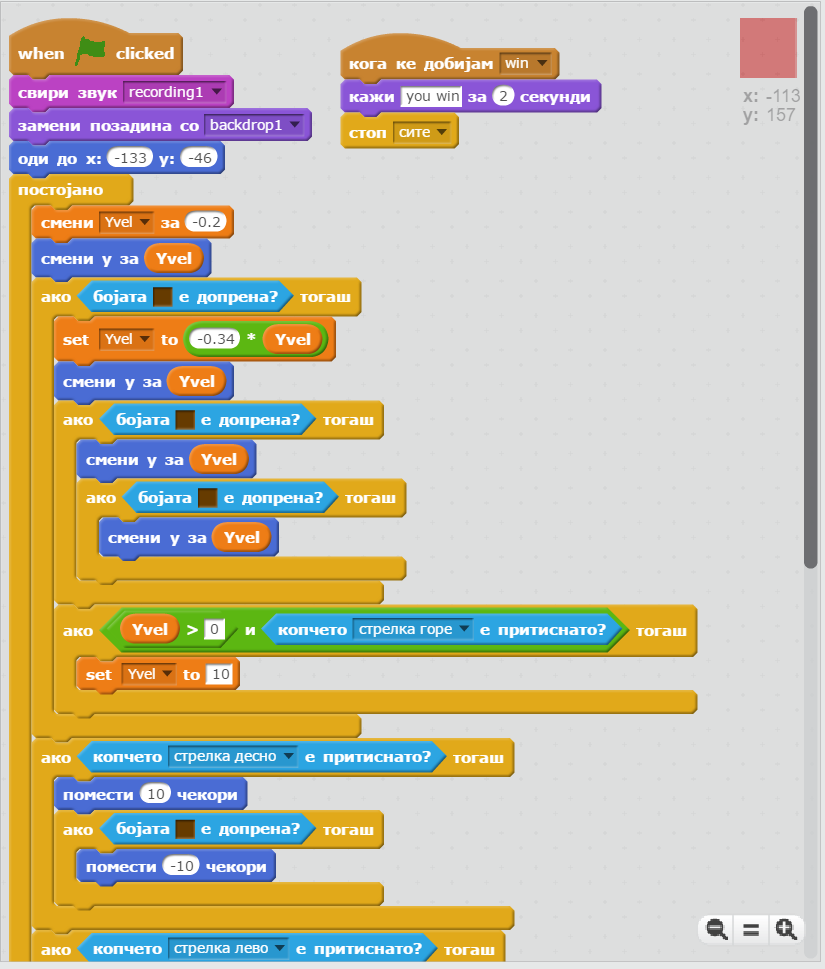 when clicked
свири звук recording1
замени позадина со backdrop1
оди до x: -133 y: -46
постојано
смени Yvel за -0.2
смени y за Yvel
ако бојата е допрена? тогаш
set Yvel to -0.34 * Yvel
смени y за Yvel
ако бојата е допрена? тогаш
смени y за Yvel
ако бојата е допрена? тогаш
смени y за Yvel
ако Yvel > 0 и копчето стрелка горе е притиснато? тогаш
set Yvel to 10
ако копчето стрелка десно е притиснато? тогаш
помести 10 чекори
ако бојата е допрена? тогаш
помести -10 чекори
ако копчето стрелка лево е притиснато? тогаш
кога ке добијам win
кажи you win за 2 секунди
стоп сите
x: -113
y: 157